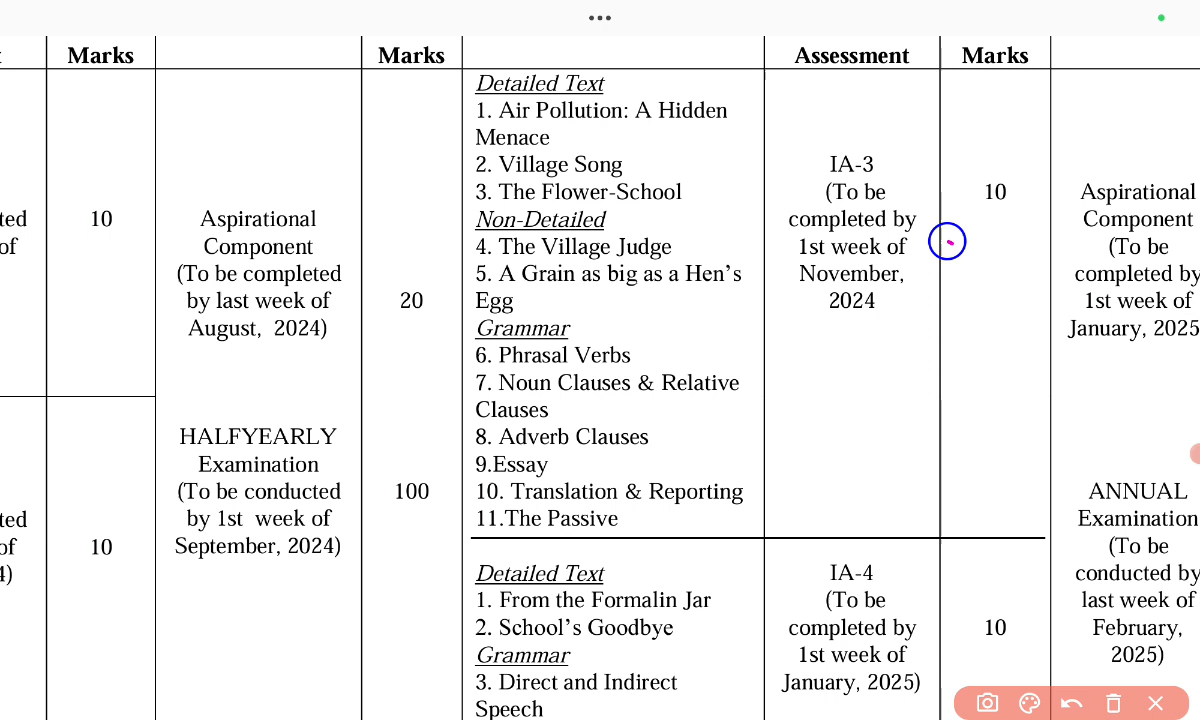 Marks Marks Assessment Marks
ted
of
10
Aspirational
Component
(To be completed
by last week of
August, 2024)
20
Detailed Text
1. Air Pollution: A Hidden
Menace
2. Village Song
3. The Flower-School
Non-Detailed
4. The Village Judge
5. A Grain as big as a Hen’s
Egg
Grammar
6. Phrasal Verbs
7. Noun Clauses & Relative
Clauses
8. Adverb Clauses
9.Essay
10. Translation & Reporting
11.The Passive
IA-3
(To be
completed by
1st week of
November,
2024
10
Aspirational
Component
(To be
completed by
1st week of
January, 2025
ted
of
4)
10
HALFYEARLY
Examination
(To be conducted
by 1st week of
September, 2024)
100
Detailed Text
1. From the Formalin Jar
2. School’s Goodbye
Grammar
3. Direct and Indirect
Speech
IA-4
(To be
completed by
1st week of
January, 2025)
10
ANNUAL
Examination
(To be
conducted by
last week of
February,
2025)